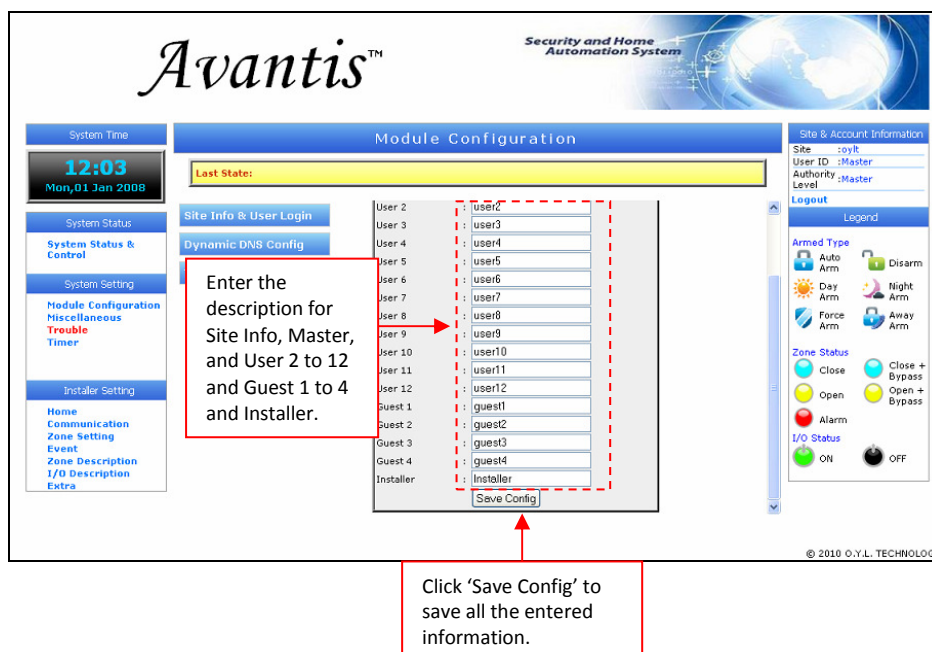 Avantis™
Security and Home
Automation System
System Time
12:03
Mon,01 Jan 2008
System Status
System Status &
Control
System Setting
Module Configuration
Miscellaneous
Trouble
Timer
Installer Setting
Home
Communication
Zone Setting
Event
Zone Description
I/O Description
Extra
Module Configuration
Last State:
Site Info & User Login
Dynamic DNS Config
Enter the
description for
Site Info, Master,
and User 2 to 12
and Guest 1 to 4
and Installer.
User 2 : user2
User 3 : user3
User 4 : user4
User 5 : user5
User 6 : user6
User 7 : user7
User 8 : user8
User 9 : user9
User 10 : user10
User 11 : user11
User 12 : user12
Guest 1 : guest1
Guest 2 : guest2
Guest 3 : guest3
Guest 4 : guest4
Installer : Installer
Save Config
Click ‘Save Config’ to
save all the entered
information.
Site & Account Information
Site :oylt
User ID :Master
Authority
Level :Master
Logout
Legend
Armed Type
Auto
Arm
Disarm
Day
Arm
Night
Arm
Force
Arm
Away
Arm
Zone Status
Close
Close +
Bypass
Open
Open +
Bypass
Alarm
I/O Status
ON
OFF
© 2010 O.Y.L. TECHNOLOG